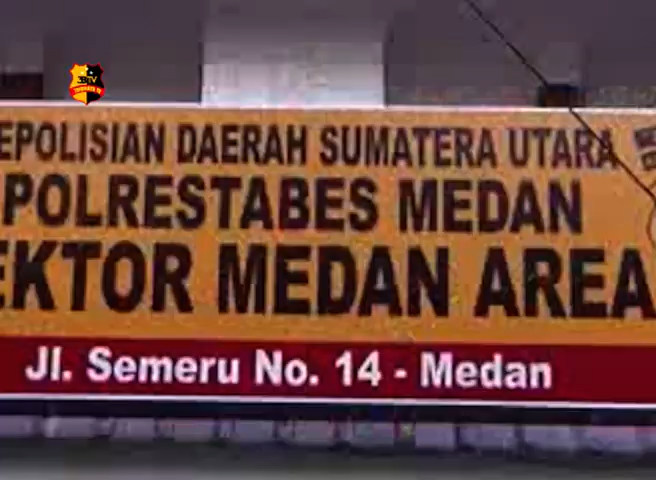 EPOLISIAN DAERAH SUMATERA UTARA
POLRESTABES MEDAN
EKTOR MEDAN AREA
Jl. Semeru No. 14 - Medan